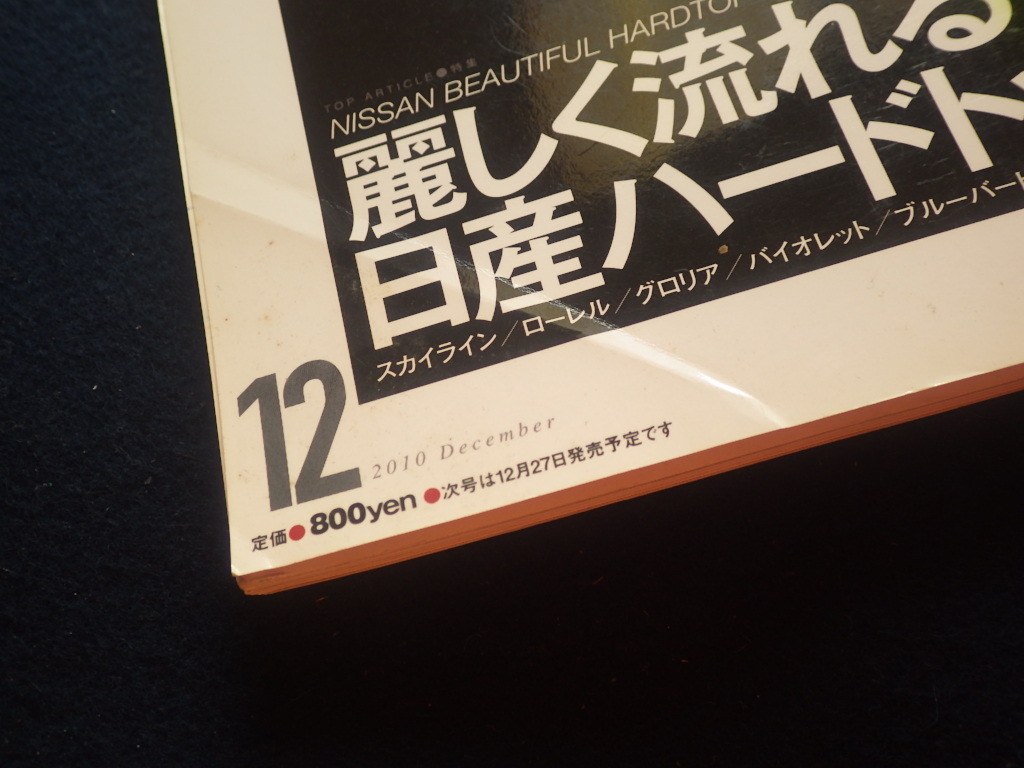 TOP ARTICLE●特集
NISSAN BEAUTIFUL HARDTOP
麗しく流れる
日産ハードト
スカイライン／ローレル／グロリア／バイオレット／ブルーバード
12
2010 December
定価●800yen ●次号は12月27日発売予定です